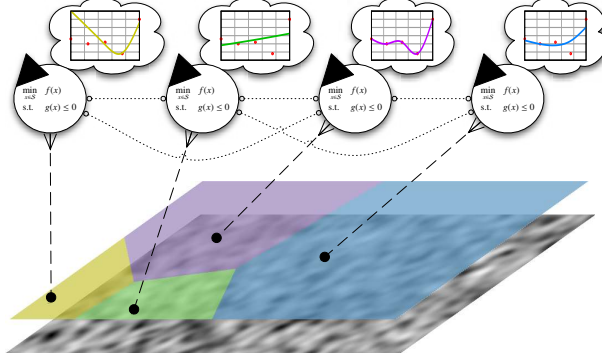 min f(x)
x∈S
s.t. g(x) ≤ 0
min f(x)
x∈S
s.t. g(x) ≤ 0
min f(x)
x∈S
s.t. g(x) ≤ 0
min f(x)
x∈S
s.t. g(x) ≤ 0